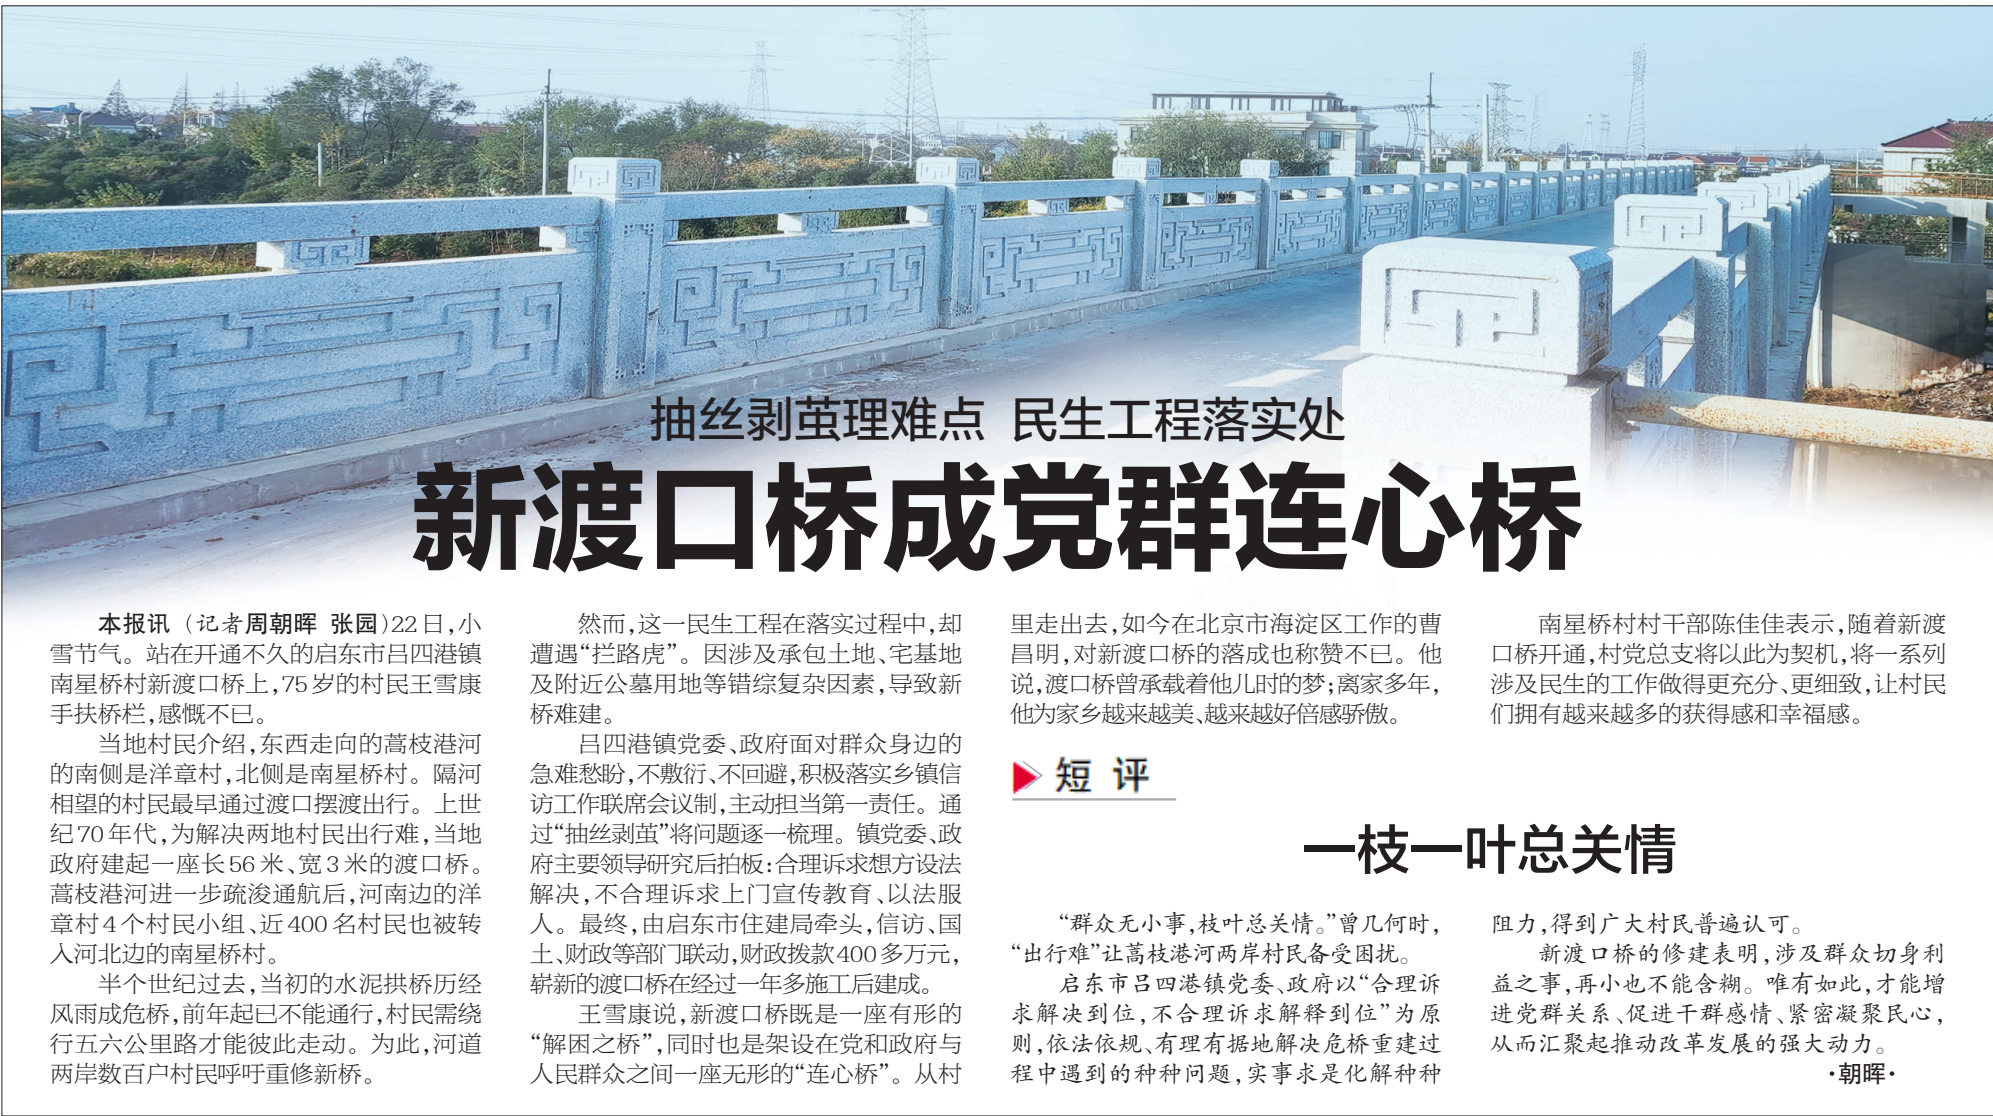 抽丝剥茧理难点 民生工程落实处
新渡口桥成党群连心桥
本报讯 (记者周朝晖 张园)22日,小
雪节气。站在开通不久的启东市吕四港镇
南星桥村新渡口桥上,75岁的村民王雪康
手扶桥栏,感慨不已。
当地村民介绍,东西走向的蒿枝港河
的南侧是洋章村,北侧是南星桥村。隔河
相望的村民最早通过渡口摆渡出行。上世
纪70年代,为解决两地村民出行难,当地
政府建起一座长56米、宽3米的渡口桥。
蒿枝港河进一步疏浚通航后,河南边的洋
章村4个村民小组、近400名村民也被转
入河北边的南星桥村。
半个世纪过去,当初的水泥拱桥历经
风雨成危桥,前年起已不能通行,村民需绕
行五六公里路才能彼此走动。为此,河道
两岸数百户村民呼吁重修新桥。
然而,这一民生工程在落实过程中,却
遭遇“拦路虎”。因涉及承包土地、宅基地
及附近公墓用地等错综复杂因素,导致新
桥难建。
吕四港镇党委、政府面对群众身边的
急难愁盼,不敷衍、不回避,积极落实乡镇信
访工作联席会议制,主动担当第一责任。通
过“抽丝剥茧”将问题逐一梳理。镇党委、政
府主要领导研究后拍板:合理诉求想方设法
解决,不合理诉求上门宣传教育、以法服
人。最终,由启东市住建局牵头,信访、国
土、财政等部门联动,财政拨款400多万元,
崭新的渡口桥在经过一年多施工后建成。
王雪康说,新渡口桥既是一座有形的
“解困之桥”,同时也是架设在党和政府与
人民群众之间一座无形的“连心桥”。从村
里走出去,如今在北京市海淀区工作的曹
昌明,对新渡口桥的落成也称赞不已。他
说,渡口桥曾承载着他儿时的梦;离家多年,
他为家乡越来越美、越来越好倍感骄傲。
南星桥村村干部陈佳佳表示,随着新渡
口桥开通,村党总支将以此为契机,将一系列
涉及民生的工作做得更充分、更细致,让村民
们拥有越来越多的获得感和幸福感。
短 评
一枝一叶总关情
“群众无小事,枝叶总关情。”曾几何时,
“出行难”让蒿枝港河两岸村民备受困扰。
启东市吕四港镇党委、政府以“合理诉
求解决到位,不合理诉求解释到位”为原
则,依法依规、有理有据地解决危桥重建过
程中遇到的种种问题,实事求是化解种种
阻力,得到广大村民普遍认可。
新渡口桥的修建表明,涉及群众切身利
益之事,再小也不能含糊。唯有如此,才能增
进党群关系、促进干群感情、紧密凝聚民心,
从而汇聚起推动改革发展的强大动力。
·朝晖·